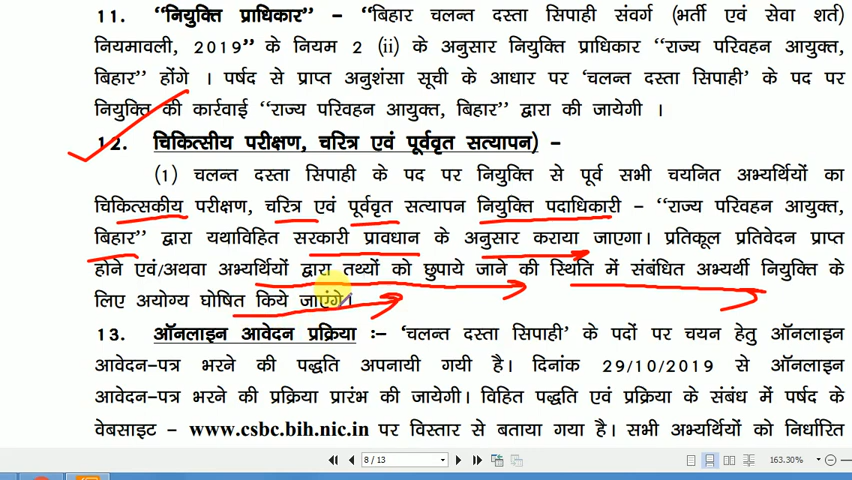 11. “नियुक्ति प्राधिकार” – “बिहार चलन्त दस्ता सिपाही संवर्ग (भर्ती एवं सेवा शर्त)
नियमावली, 2019” के नियम 2 (ii) के अनुसार नियुक्ति प्राधिकार “राज्य परिवहन आयुक्त,
बिहार” होंगे । पर्षद से प्राप्त अनुशंसा सूची के आधार पर ‘चलन्त दस्ता सिपाही’ के पद पर
नियुक्ति की कार्रवाई “राज्य परिवहन आयुक्त, बिहार” द्वारा की जायेगी ।
12. चिकित्सीय परीक्षण, चरित्र एवं पूर्ववृत सत्यापन) –
(1) चलन्त दस्ता सिपाही के पद पर नियुक्ति से पूर्व सभी चयनित अभ्यर्थियों का
चिकित्सकीय परीक्षण, चरित्र एवं पूर्ववृत सत्यापन नियुक्ति पदाधिकारी – “राज्य परिवहन आयुक्त,
बिहार” द्वारा यथाविहित सरकारी प्रावधान के अनुसार कराया जाएगा। प्रतिकूल प्रतिवेदन प्राप्त
होने एवं/अथवा अभ्यर्थियों द्वारा तथ्यों को छुपाये जाने की स्थिति में संबंधित अभ्यर्थी नियुक्ति के
लिए अयोग्य घोषित किये जाएंगे।
13. ऑनलाइन आवेदन प्रक्रिया :– ‘चलन्त दस्ता सिपाही’ के पदों पर चयन हेतु ऑनलाइन
आवेदन–पत्र भरने की पद्धति अपनायी गयी है। दिनांक 29/10/2019 से ऑनलाइन
आवेदन–पत्र भरने की प्रक्रिया प्रारंभ की जायेगी। विहित पद्धति एवं प्रक्रिया के संबंध में पर्षद के
वेबसाइट – www.csbc.bih.nic.in पर विस्तार से बताया गया है। सभी अभ्यर्थियों को निर्धारित
8 / 13 163.30%